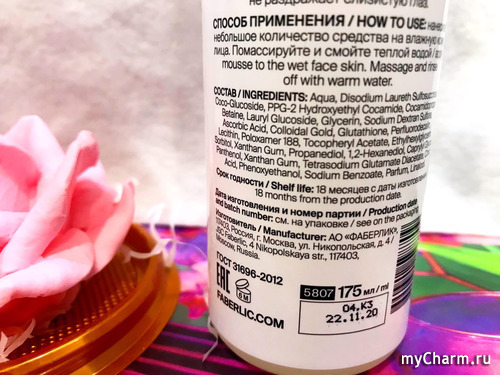 не раздражает слизистую глаз.
СПОСОБ ПРИМЕНЕНИЯ / HOW TO USE:
небольшое количество средства на влажную
лица. Помассируйте и смойте теплой водой /
mousse to the wet face skin. Massage and rinse
off with warm water.
СОСТАВ / INGREDIENTS: Aqua, Disodium Laureth
Coco-Glucoside, PPG-2 Hydroxyethyl Cocamide,
Betaine, Lauryl Glucoside, Glycerin, Sodium Dextran
Ascorbic Acid, Colloidal Gold, Glutathione,
Lecithin, Poloxamer 188, Tocopheryl Acetate,
Sorbitol, Xanthan Gum, Propanediol, 1,2-Hexanediol, Caprylyl
Panthenol, Xanthan Gum, Tetrasodium Glutamate Diacetate,
Phenoxyethanol, Sodium Benzoate, Parfum,
Срок годности / Shelf life: 18 месяцев с даты
18 months from the production date
Дата изготовления и номер партии / Production date
and batch number: см. на упаковке / see on the packaging
Изготовитель / Manufacturer: АО «ФАБЕРЛИК»,
Россия, г. Москва, ул. Никопольская, д. 4 /
JSC Faberlic, 4 Nikopolskaya str., 117403,
Moscow, Russia.
ГОСТ 31696-2012
EAC
FABERLIC.COM
5807 175 мл / ml
04.К3
22.11.20
myCharm.ru